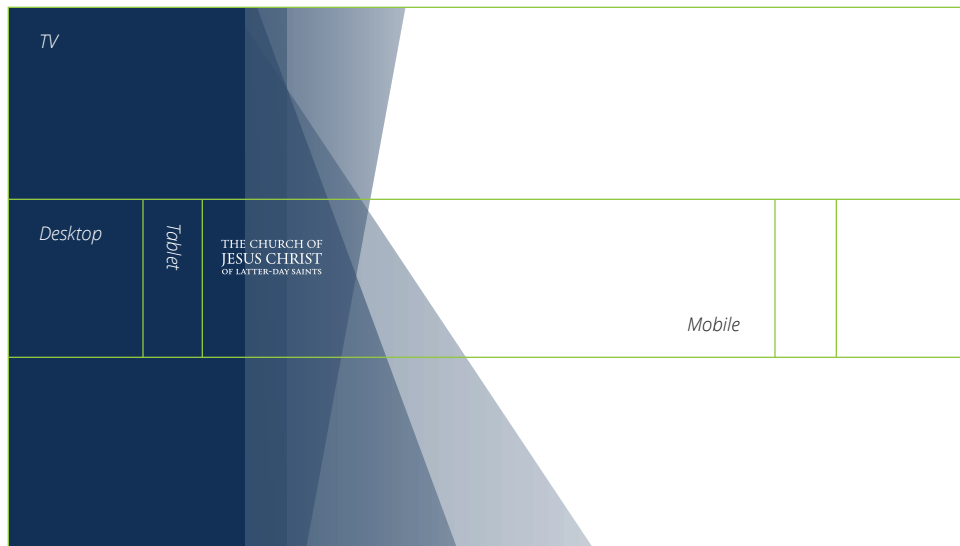 TV
Desktop
Tablet
THE CHURCH OF
JESUS CHRIST
OF LATTER-DAY SAINTS
Mobile